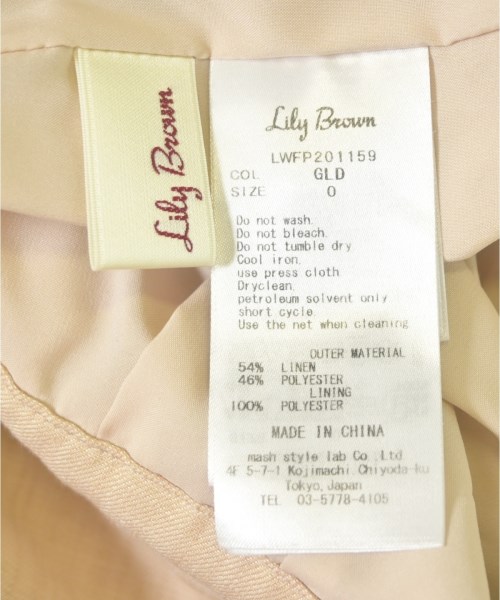 Lily Brown
Lily Brown
LWFP201159
COL GLD
SIZE 0
Do not wash.
Do not bleach.
Do not tumble dry
Cool iron.
use press cloth
Dryclean.
petroleum solvent only
short cycle
Use the net when cleaning
OUTER MATERIAL
54% LINEN
46% POLYESTER
LINING
100% POLYESTER
MADE IN CHINA
mash style lab Co.,Ltd.
4F 5-7-1 Kojimachi Chiyoda-ku
Tokyo, Japan
TEL 03-5778-4105